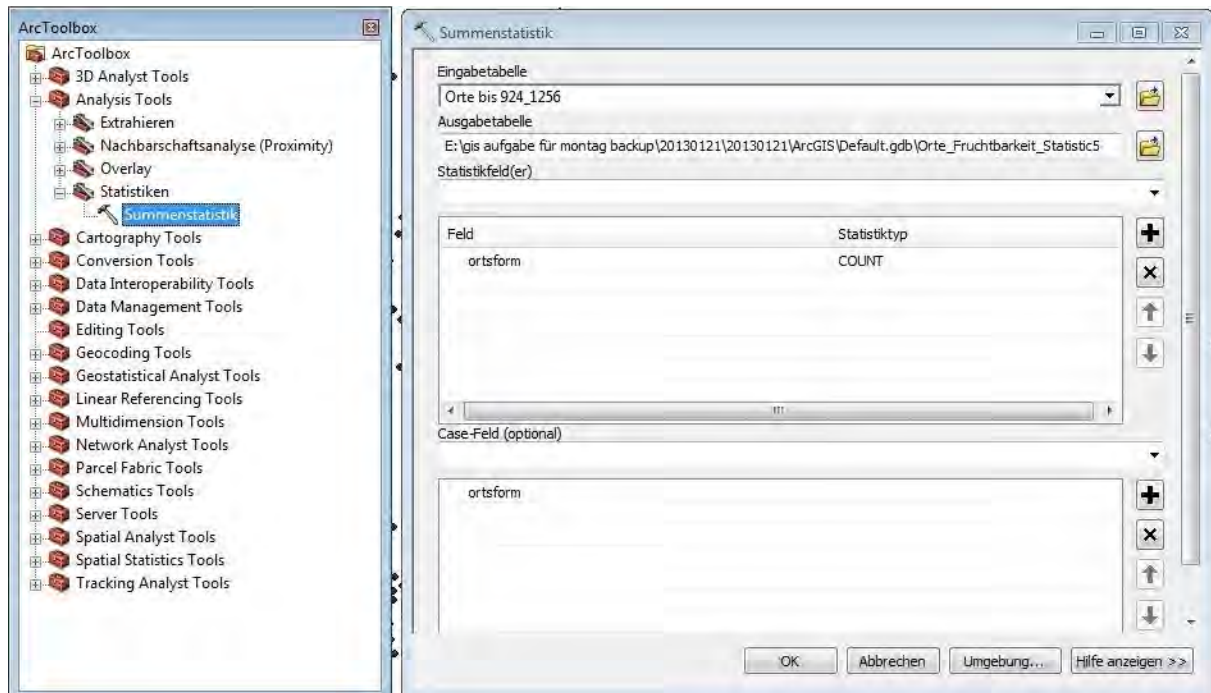 ArcToolbox
ArcToolbox
3D Analyst Tools
Analysis Tools
Extrahieren
Nachbarschaftsanalyse (Proximity)
Overlay
Statistiken
Summenstatistik
Cartography Tools
Conversion Tools
Data Interoperability Tools
Data Management Tools
Editing Tools
Geocoding Tools
Geostatistical Analyst Tools
Linear Referencing Tools
Multidimension Tools
Network Analyst Tools
Parcel Fabric Tools
Schematics Tools
Server Tools
Spatial Analyst Tools
Spatial Statistics Tools
Tracking Analyst Tools
Summenstatistik
Eingabetabelle
Orte bis 924_1256
Ausgabetabelle
E:\gis aufgabe für montag backup\20130121\20130121\ArcGIS\Default.gdb\Orte_Fruchtbarkeit_Statistic5
Statistikfeld(er)
Feld Statistiktyp
ortsform COUNT
Case-Feld (optional)
ortsform
OK Abbrechen Umgebung... Hilfe anzeigen >>